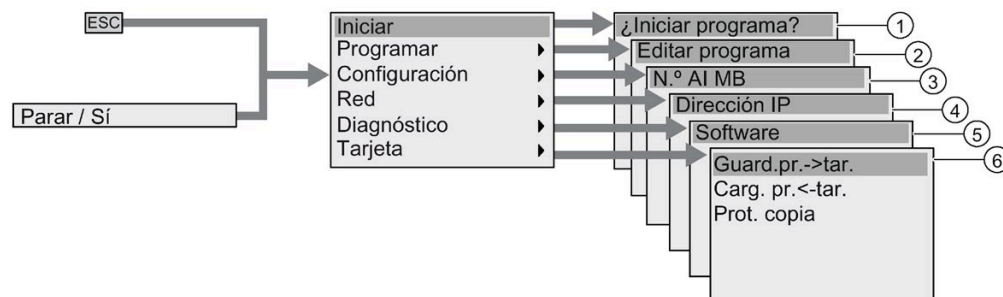 ESC
Parar / Sí
Iniciar
Programar
Configuración
Red
Diagnóstico
Tarjeta
¿Iniciar programa?
1
Editar programa
2
N.º AI MB
3
Dirección IP
4
Software
5
Guard.pr.->tar.
Carg. pr.<-tar.
Prot. copia
6